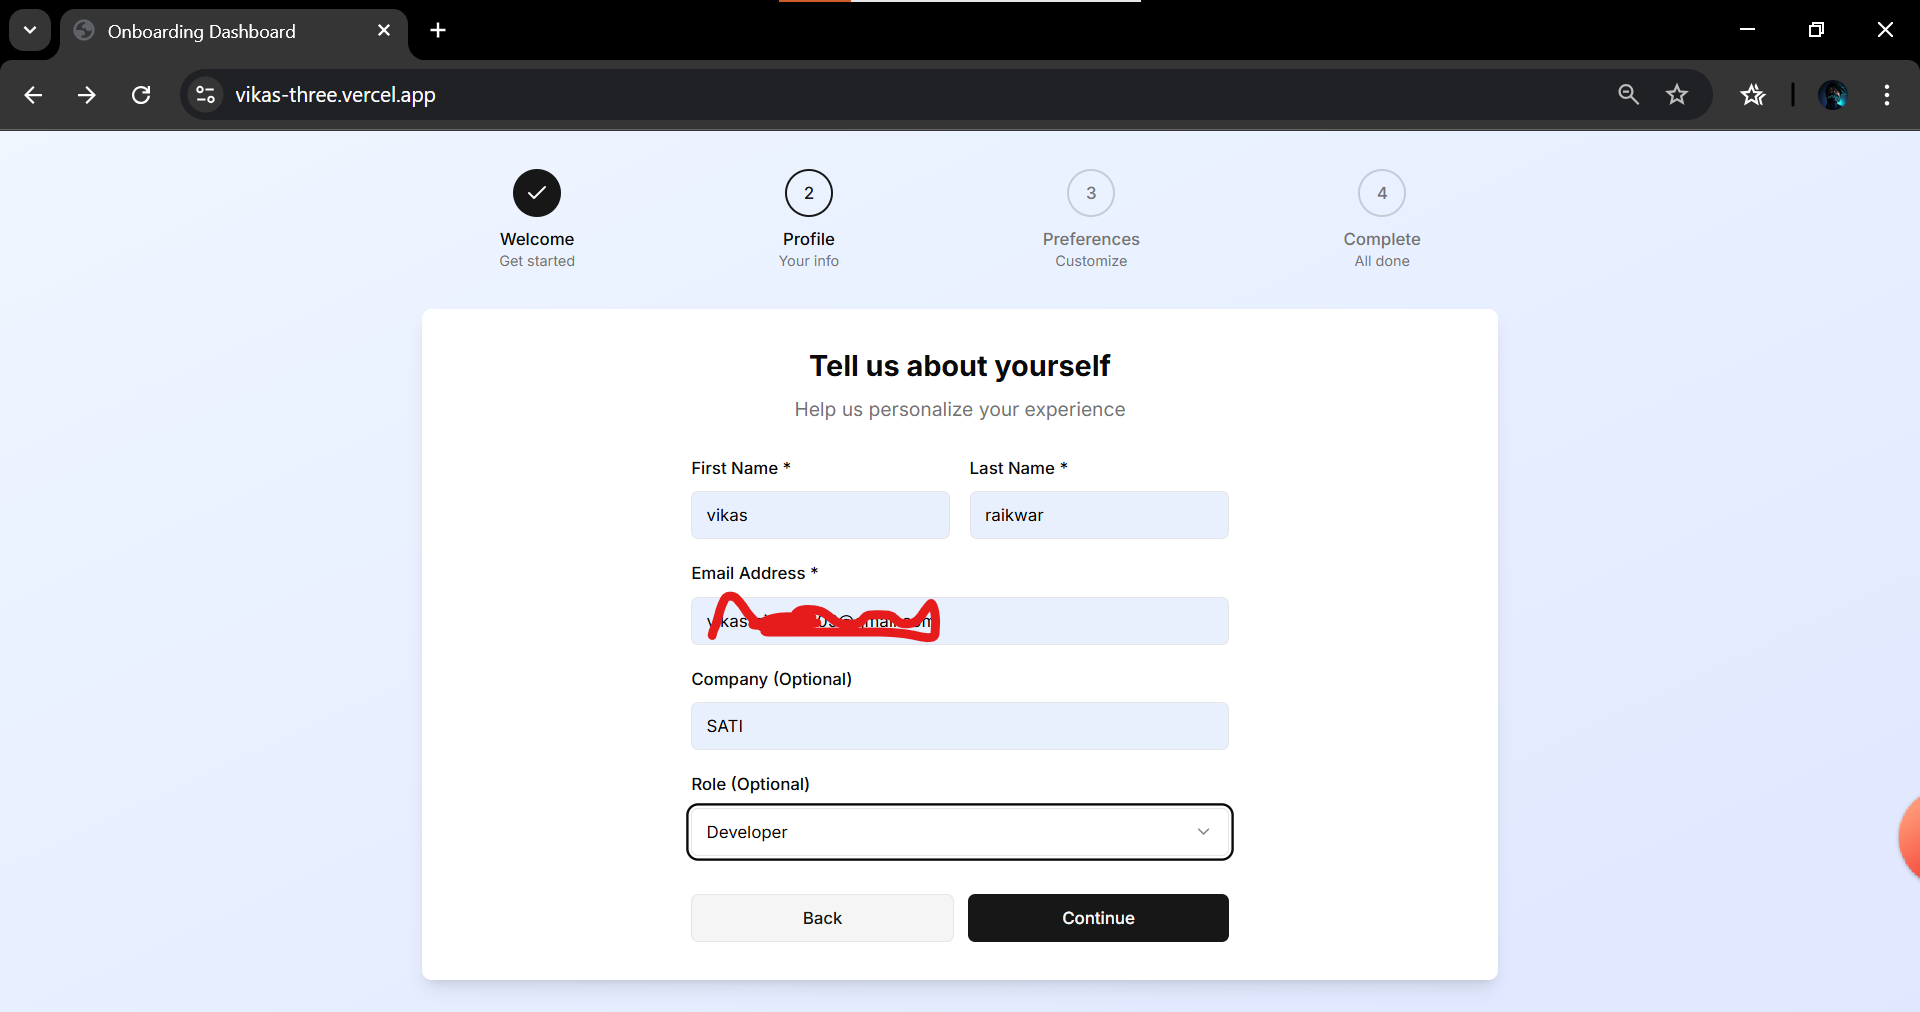 Onboarding Dashboard
vikas-three.vercel.app
2
3
4
Welcome
Profile
Preferences
Complete
Get started
Your info
Customize
All done
Tell us about yourself
Help us personalize your experience
First Name *
Last Name *
vikas
raikwar
Email Address *
Company (Optional)
SATI
Role (Optional)
Developer
Back
Continue